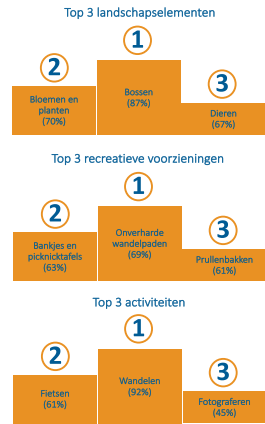 Top 3 landschapselementen
1
2
3
Bloemen en
planten
(70%)
Bossen
(87%)
Dieren
(67%)
Top 3 recreatieve voorzieningen
1
2
3
Bankjes en
picknicktafels
(63%)
Onverharde
wandelpaden
(69%)
Prullenbakken
(61%)
Top 3 activiteiten
1
2
3
Fietsen
(61%)
Wandelen
(92%)
Fotograferen
(45%)